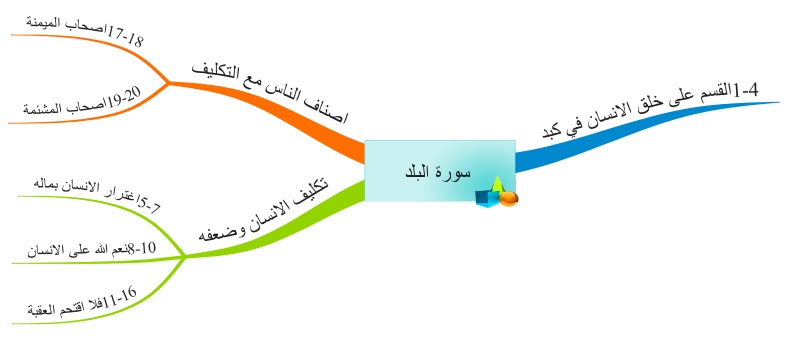 سورة البلد
1-4القسم على خلق الانسان في كبد
تكليف الانسان وضعفه
5-7اغترار الانسان بماله
8-10نعم الله على الانسان
11-16فلا اقتحم العقبة
اصناف الناس مع التكليف
17-18اصحاب الميمنة
19-20اصحاب المشئمة